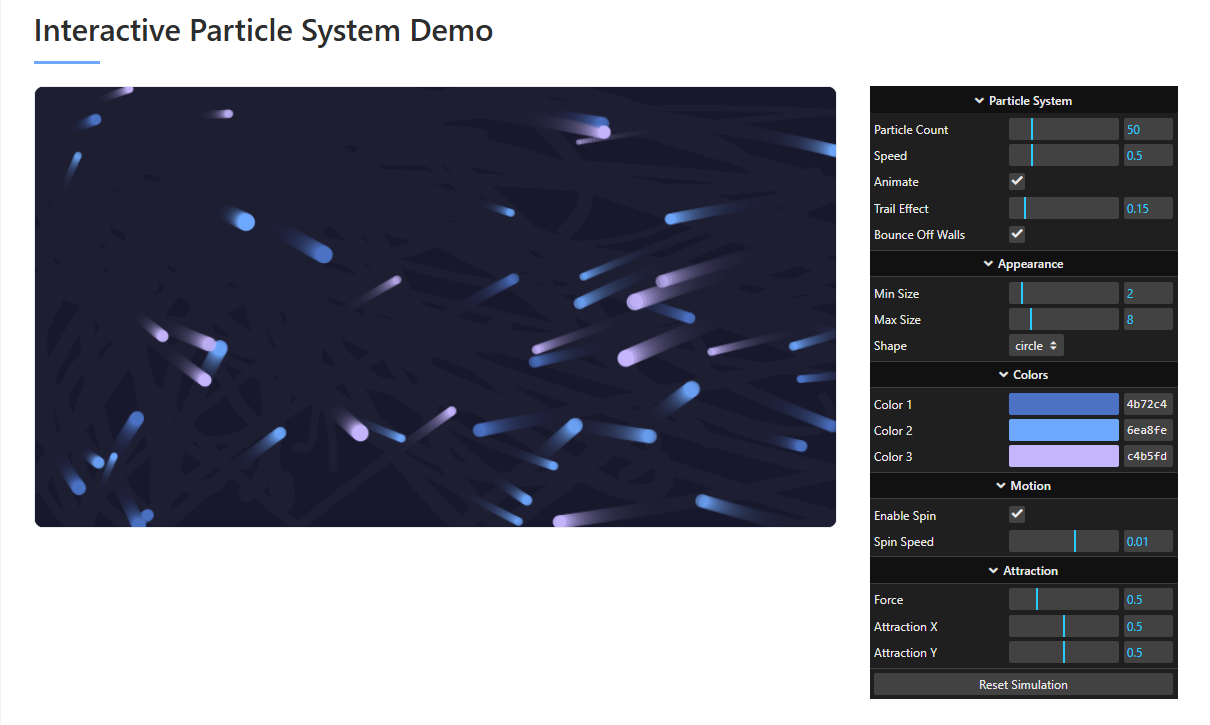 Interactive Particle System Demo
Particle System
Particle Count 50
Speed 0.5
Animate
Trail Effect 0.15
Bounce Off Walls
Appearance
Min Size 2
Max Size 8
Shape circle
Colors
Color 1 4b72c4
Color 2 6ea8fe
Color 3 c4b5fd
Motion
Enable Spin
Spin Speed 0.01
Attraction
Force 0.5
Attraction X 0.5
Attraction Y 0.5
Reset Simulation